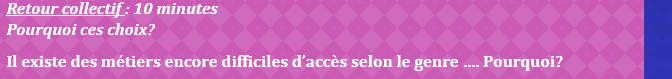 Retour collectif : 10 minutes
Pourquoi ces choix?
Il existe des métiers encore difficiles d’accès selon le genre .... Pourquoi?